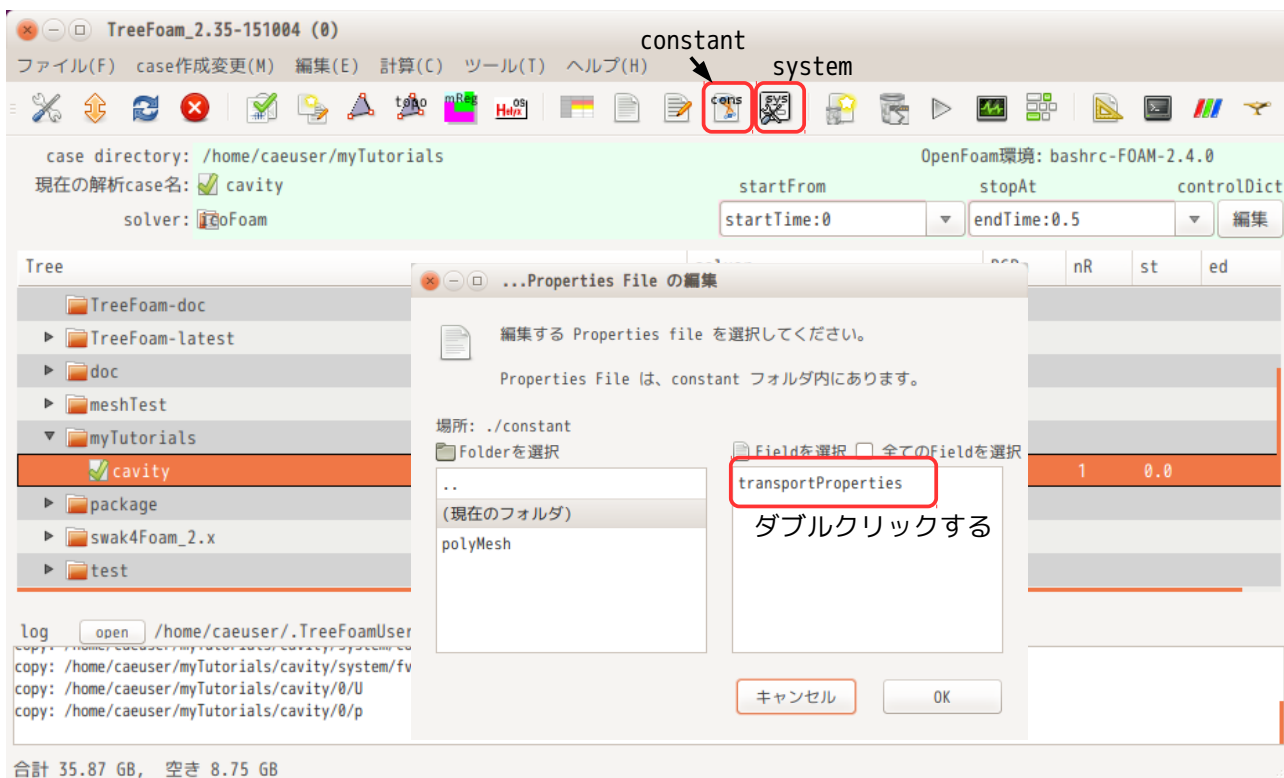 TreeFoam_2.35-151004 (0)
constant
ファイル(F) case作成変更(M) 編集(E) 計算(C) ツール(T) ヘルプ(H)
system
topo mReg HelyxOS cons sys
case directory: /home/caeuser/myTutorials OpenFoam環境: bashrc-FOAM-2.4.0
現在の解析case名: cavity startFrom stopAt controlDict
solver: icoFoam startTime:0 endTime:0.5 編集
Tree nR st ed
...Properties File の編集
TreeFoam-doc
TreeFoam-latest
doc
meshTest
myTutorials
cavity 1 0.0
package
swak4Foam_2.x
test
編集する Properties file を選択してください。
Properties File は、constant フォルダ内にあります。
場所: ./constant
Folderを選択 Fieldを選択 全てのFieldを選択
.. transportProperties
(現在のフォルダ) ダブルクリックする
polyMesh
キャンセル OK
log open /home/caeuser/.TreeFoamUser
copy: /home/caeuser/myTutorials/cavity/system/fv
copy: /home/caeuser/myTutorials/cavity/0/U
copy: /home/caeuser/myTutorials/cavity/0/p
合計 35.87 GB, 空き 8.75 GB